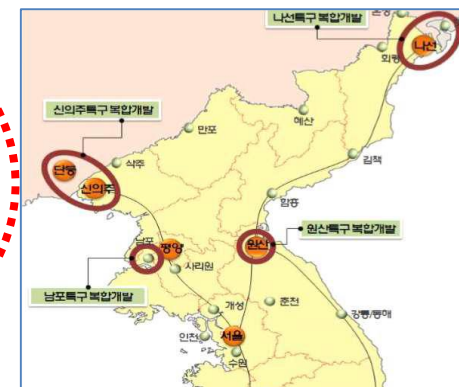 나선특구 복합개발
온성
회령
나선
신의주특구 복합개발
혜산
만포
단동
삭주
김책
신의주
함흥
원산특구 복합개발
남포
평양
원산
사리원
남포특구 복합개발
개성
춘천
인천
서울
강릉/동해
수원